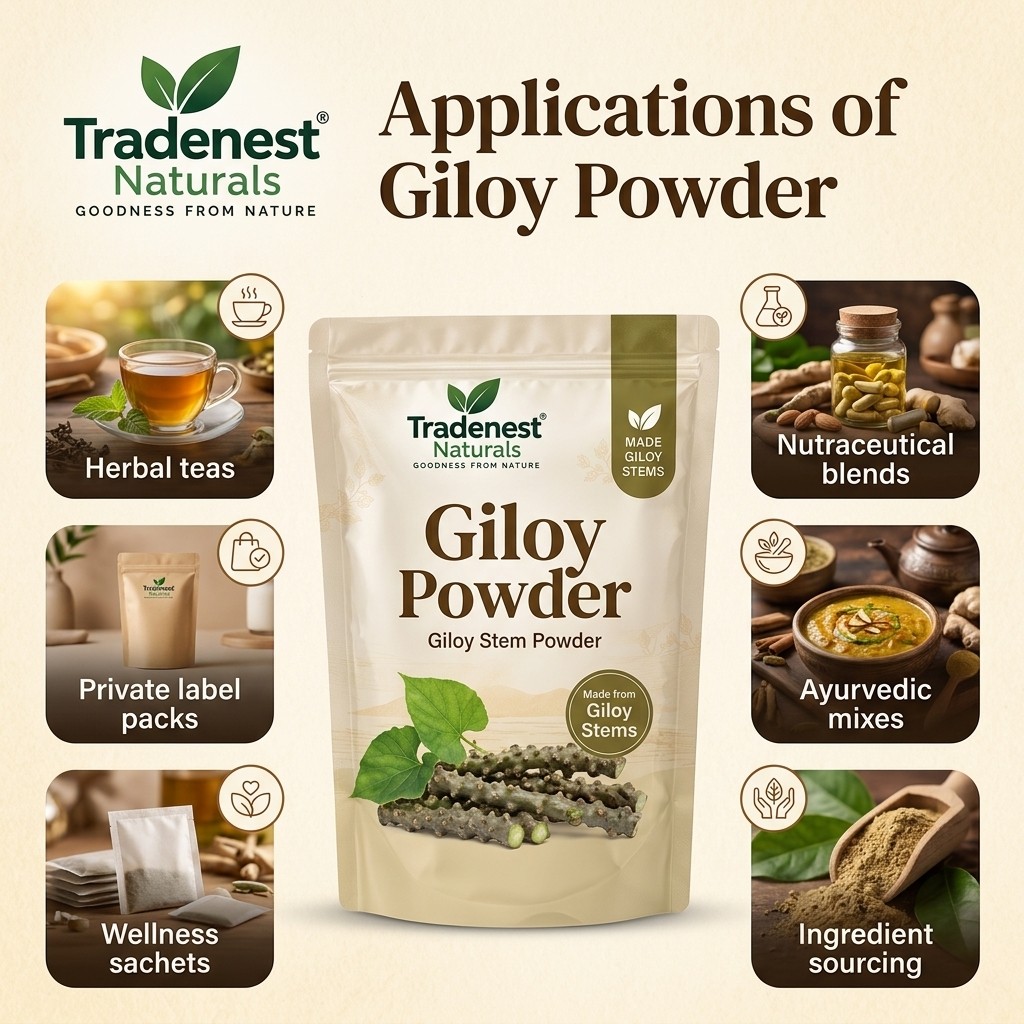 Tradenest®
Naturals
GOODNESS FROM NATURE
Applications of
Giloy Powder
Herbal teas
Private label
packs
Wellness
sachets
Tradenest®
Naturals
GOODNESS FROM NATURE
MADE
GILOY
STEMS
Giloy
Powder
Giloy Stem Powder
Made from
Giloy
Stems
Nutraceutical
blends
Ayurvedic
mixes
Ingredient
sourcing